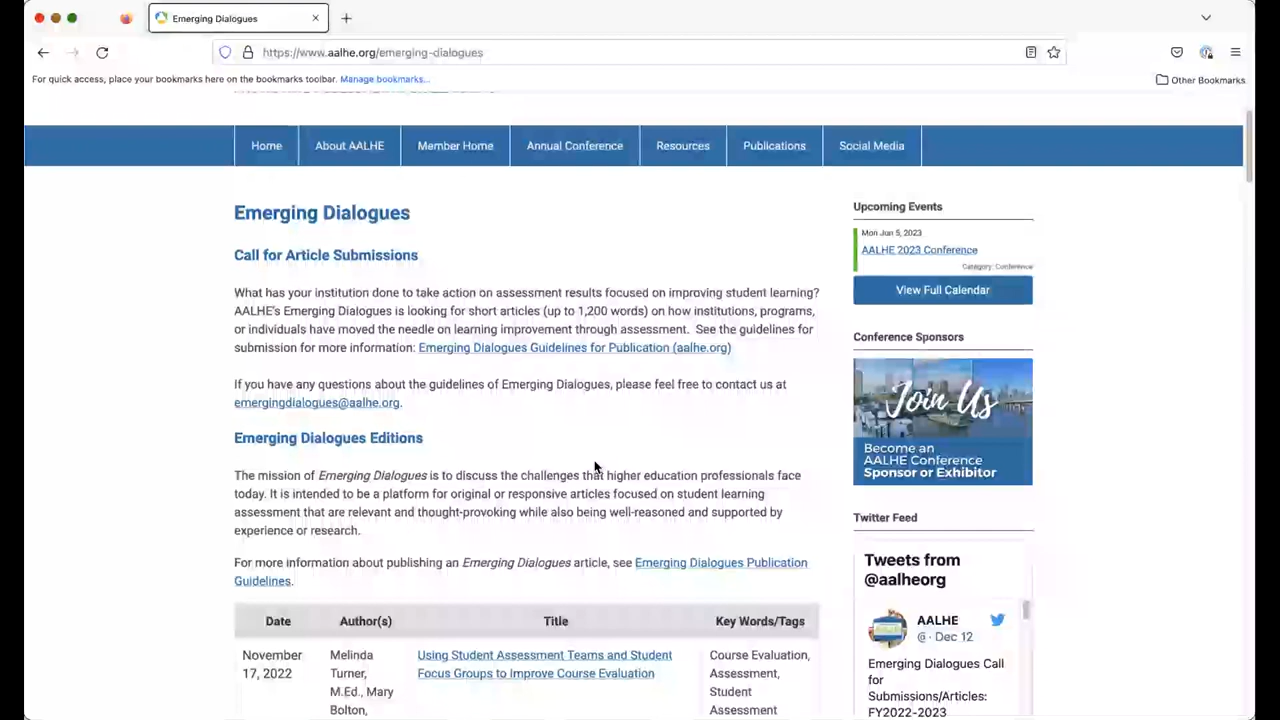 Emerging Dialogues
https://www.aalhe.org/emerging-dialogues
For quick access, place your bookmarks here on the bookmarks toolbar. Manage bookmarks...
Other Bookmarks
Home
About AALHE
Member Home
Annual Conference
Resources
Publications
Social Media
Emerging Dialogues
Call for Article Submissions
What has your institution done to take action on assessment results focused on improving student learning?
AALHE's Emerging Dialogues is looking for short articles (up to 1,200 words) on how institutions, programs,
or individuals have moved the needle on learning improvement through assessment. See the guidelines for
submission for more information: Emerging Dialogues Guidelines for Publication (aalhe.org)
If you have any questions about the guidelines of Emerging Dialogues, please feel free to contact us at
emergingdialogues@aalhe.org.
Emerging Dialogues Editions
The mission of Emerging Dialogues is to discuss the challenges that higher education professionals face
today. It is intended to be a platform for original or responsive articles focused on student learning
assessment that are relevant and thought-provoking while also being well-reasoned and supported by
experience or research.
For more information about publishing an Emerging Dialogues article, see Emerging Dialogues Publication
Guidelines.
Date
Author(s)
Title
Key Words/Tags
November
17, 2022
Melinda
Turner,
M.Ed., Mary
Bolton,
Using Student Assessment Teams and Student
Focus Groups to Improve Course Evaluation
Course Evaluation,
Assessment,
Student
Assessment
Upcoming Events
Mon Jun 5, 2023
AALHE 2023 Conference
Category: Conference
View Full Calendar
Conference Sponsors
Join Us
Become an
AALHE Conference
Sponsor or Exhibitor
Twitter Feed
Tweets from
@aalheorg
AALHE
@ · Dec 12
Emerging Dialogues Call
for
Submissions/Articles:
FY2022-2023